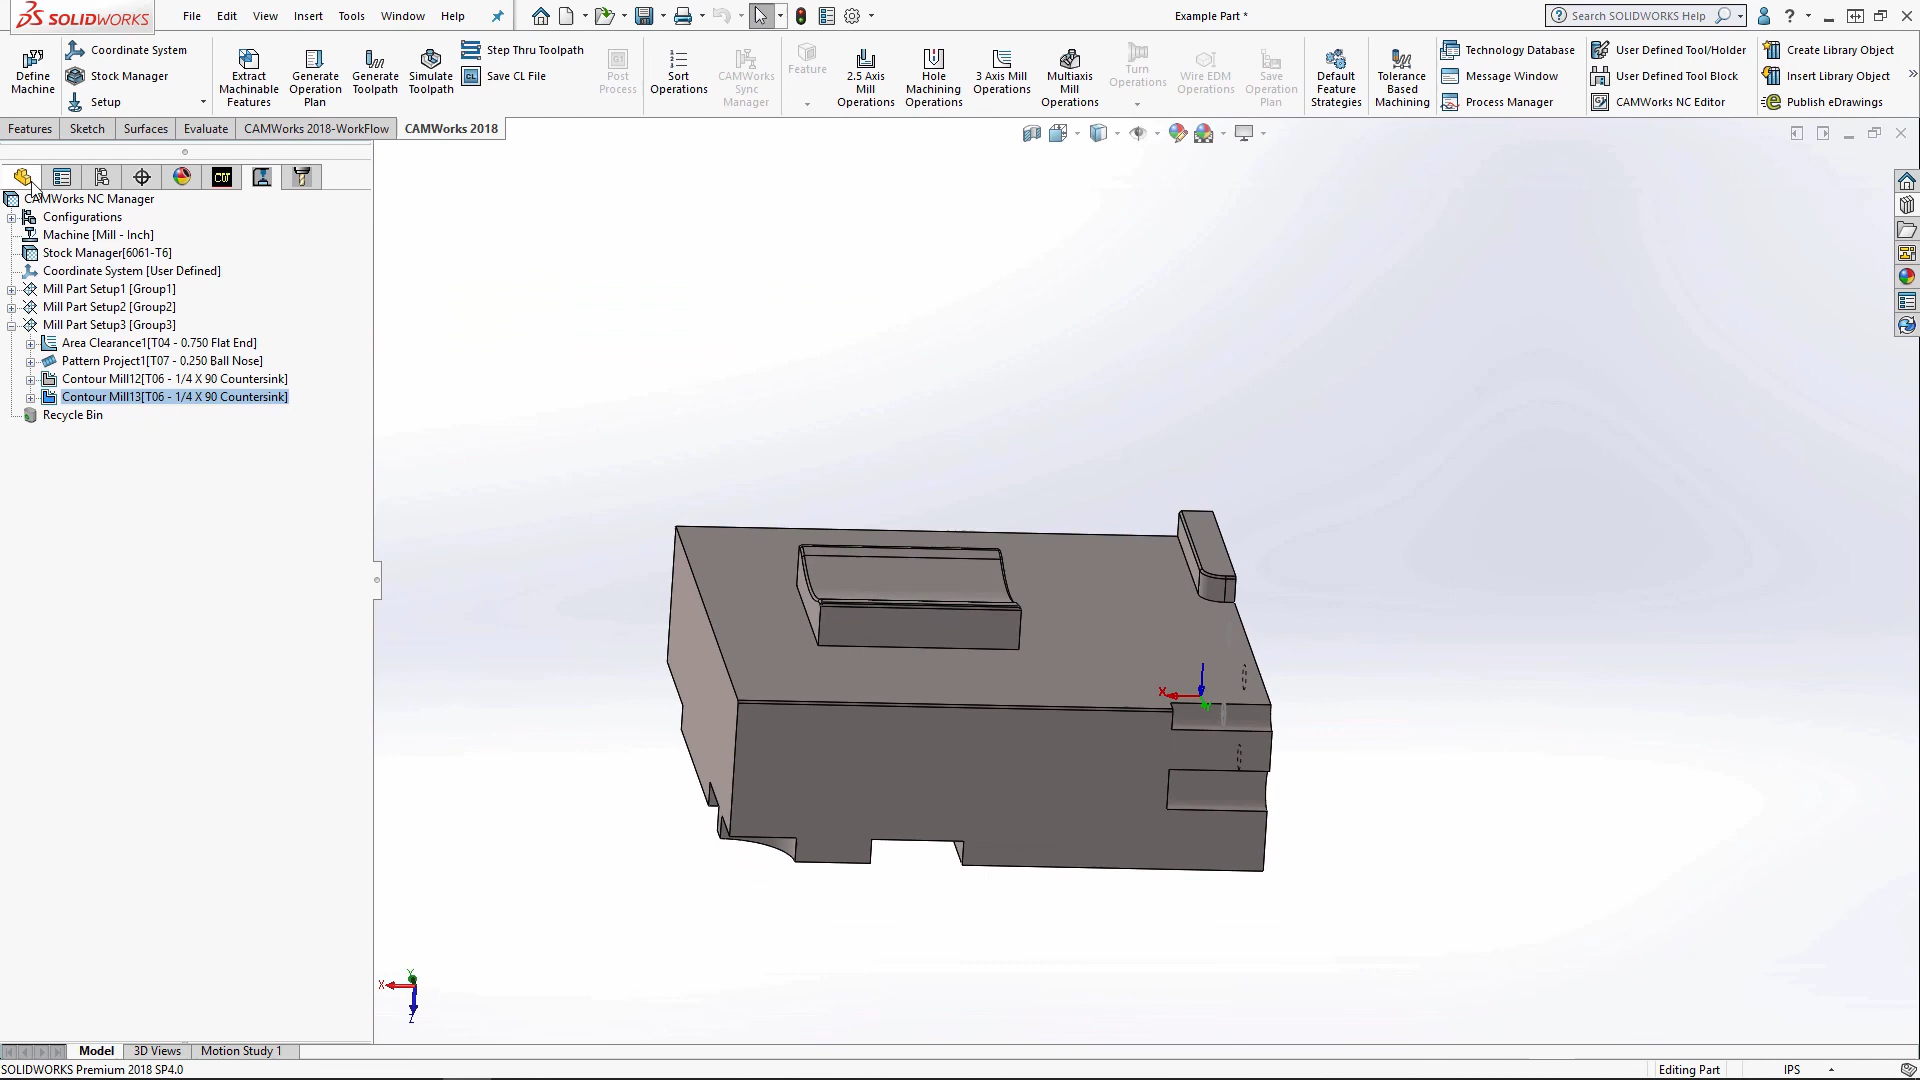 SOLIDWORKS File Edit View Insert Tools Window Help Example Part * Search SOLIDWORKS Help
Define Machine
Coordinate System
Stock Manager
Setup
Extract Machinable Features
Generate Operation Plan
Generate Toolpath
Simulate Toolpath
Step Thru Toolpath
CL Save CL File
G1 Post Process
Sort Operations
CAMWorks Sync Manager
Feature
2.5 Axis Mill Operations
Hole Machining Operations
3 Axis Mill Operations
Multiaxis Mill Operations
Turn Operations
Wire EDM Operations
Save Operation Plan
Default Feature Strategies
Tolerance Based Machining
Technology Database
Message Window
Process Manager
User Defined Tool/Holder
User Defined Tool Block
CAMWorks NC Editor
Create Library Object
Insert Library Object
Publish eDrawings
Features Sketch Surfaces Evaluate CAMWorks 2018-WorkFlow CAMWorks 2018
CW
CAMWorks NC Manager
Configurations
Machine [Mill - Inch]
Stock Manager[6061-T6]
Coordinate System [User Defined]
Mill Part Setup1 [Group1]
Mill Part Setup2 [Group2]
Mill Part Setup3 [Group3]
Area Clearance1[T04 - 0.750 Flat End]
Pattern Project1[T07 - 0.250 Ball Nose]
Contour Mill12[T06 - 1/4 X 90 Countersink]
Contour Mill13[T06 - 1/4 X 90 Countersink]
Recycle Bin
X
Y
X
Z
Model 3D Views Motion Study 1
SOLIDWORKS Premium 2018 SP4.0 Editing Part IPS